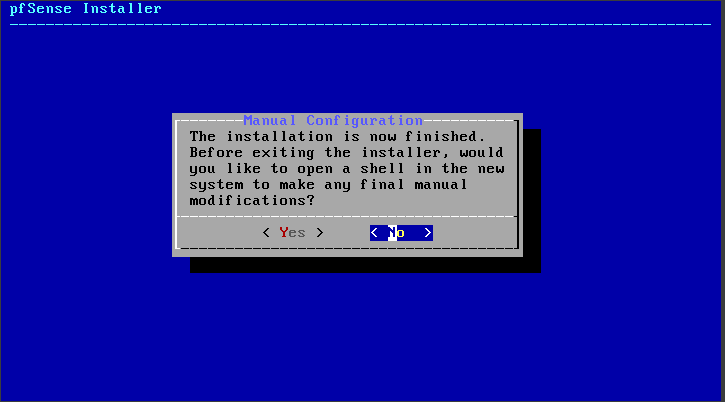 pfSense Installer
Manual Configuration
The installation is now finished.
Before exiting the installer, would
you like to open a shell in the new
system to make any final manual
modifications?
< Yes > < No >